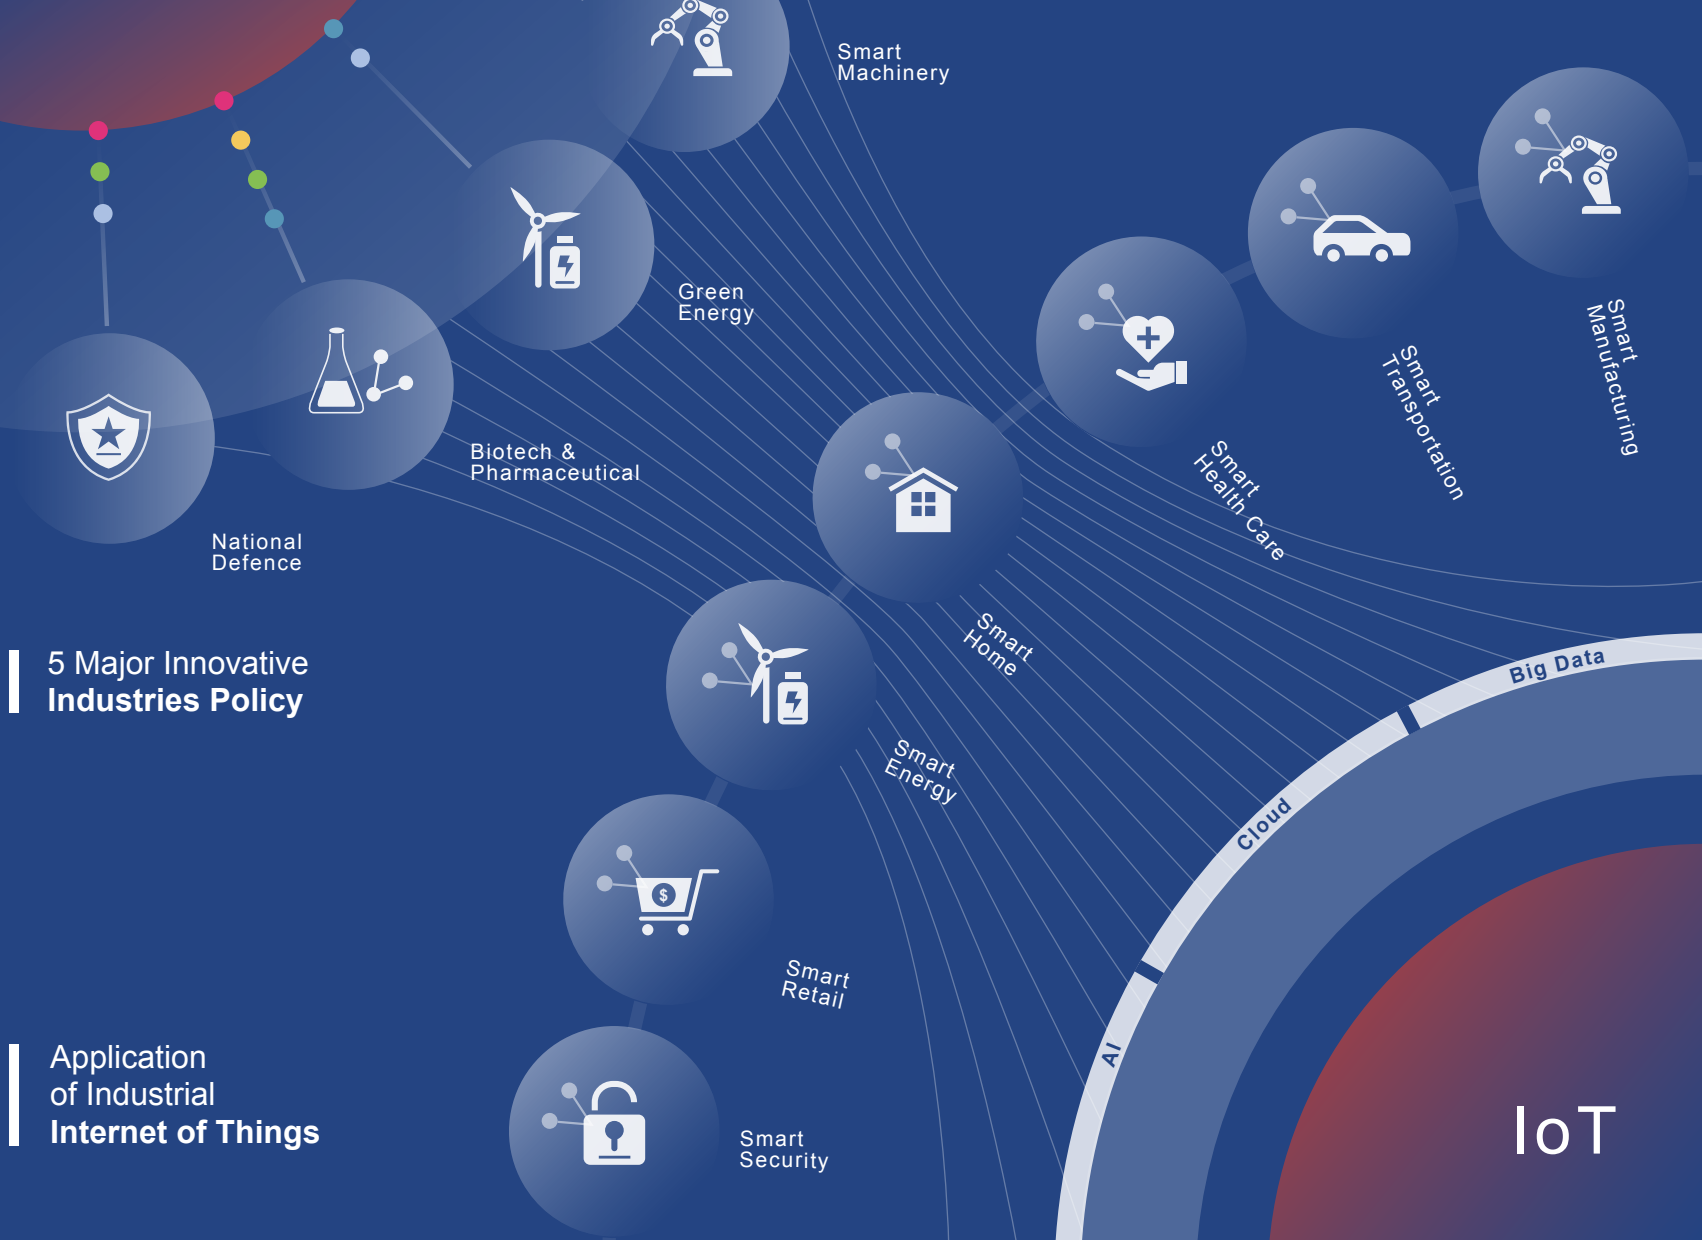 Smart
Machinery
Green
Energy
Biotech &
Pharmaceutical
National
Defence
5 Major Innovative
Industries Policy
Smart
Manufacturing
Smart
Transportation
Smart
Health Care
Smart
Home
Smart
Energy
$
Smart
Retail
Smart
Security
Application
of Industrial
Internet of Things
Big Data
Cloud
AI
IoT